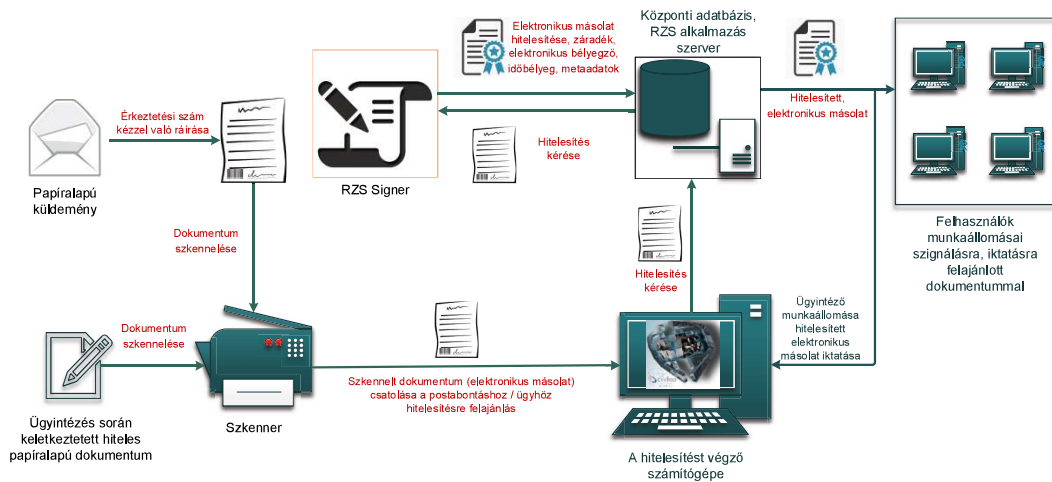 Érkeztetési szám
kézzel való ráírása
Papíralapú
küldemény
RZS Signer
Elektronikus másolat
hitelesítése, záradék,
elektronikus bélyegző,
időbélyeg, metaadatok
Hitelesítés
kérése
Központi adatbázis,
RZS alkalmazás
szerver
Hitelesített,
elektronikus másolat
Felhasználók
munkaállomásai
szignálásra, iktatásra
felajánlott
dokumentummal
Dokumentum
szkennelése
Hitelesítés
kérése
Dokumentum
szkennelése
Ügyintézés során
keletkeztetett hiteles
papíralapú dokumentum
Szkenner
Szkennelt dokumentum (elektronikus másolat)
csatolása a postabontáshoz / ügyhöz
hitelesítésre felajánlás
Ügyintéző
munkaállomása
hitelesített
elektronikus
másolat iktatása
A hitelesítést végző
számítógépe